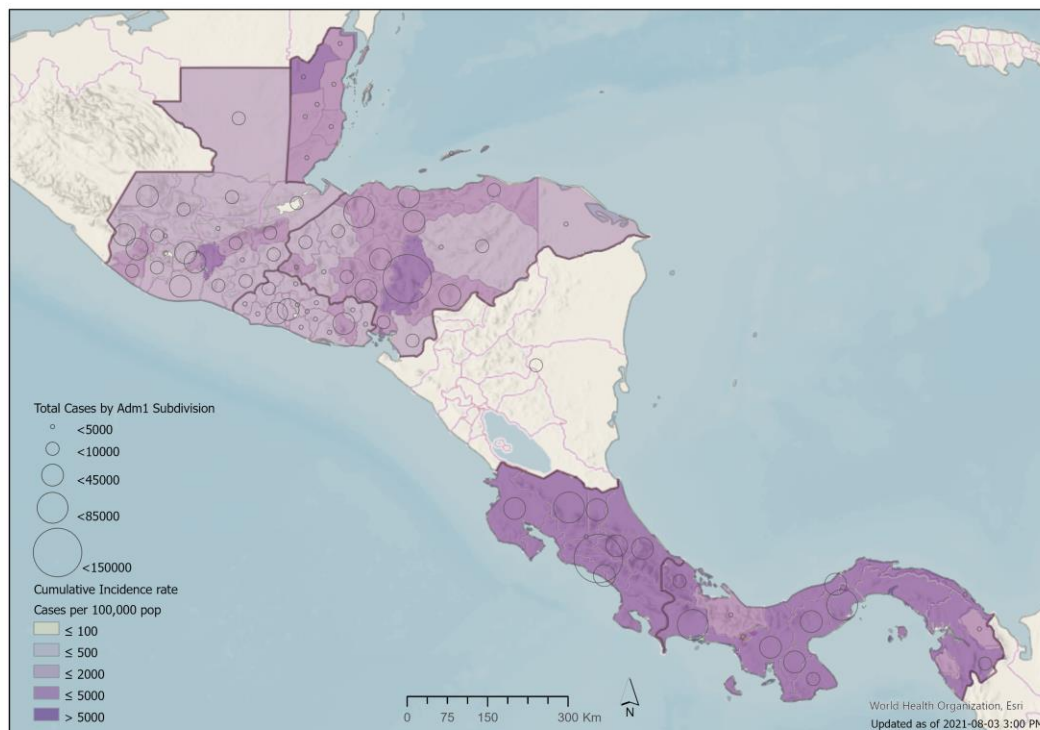 Total Cases by Adm1 Subdivision
<5000
<10000
<45000
<85000
<150000
Cumulative Incidence rate
Cases per 100,000 pop
≤ 100
≤ 500
≤ 2000
≤ 5000
> 5000
0 75 150 300 Km
N
World Health Organization, Esri
Updated as of 2021-08-03 3:00 PM